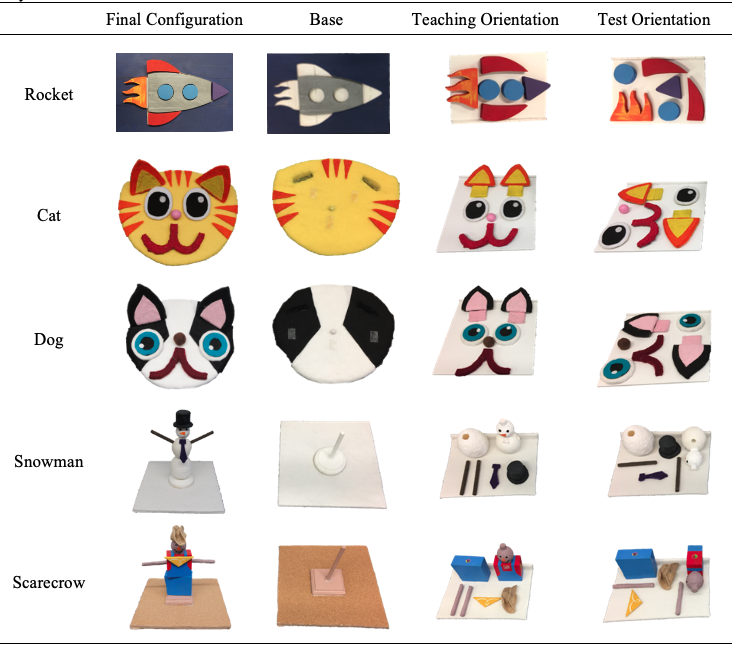 Final Configuration Base Teaching Orientation Test Orientation
Rocket
Cat
Dog
Snowman
Scarecrow